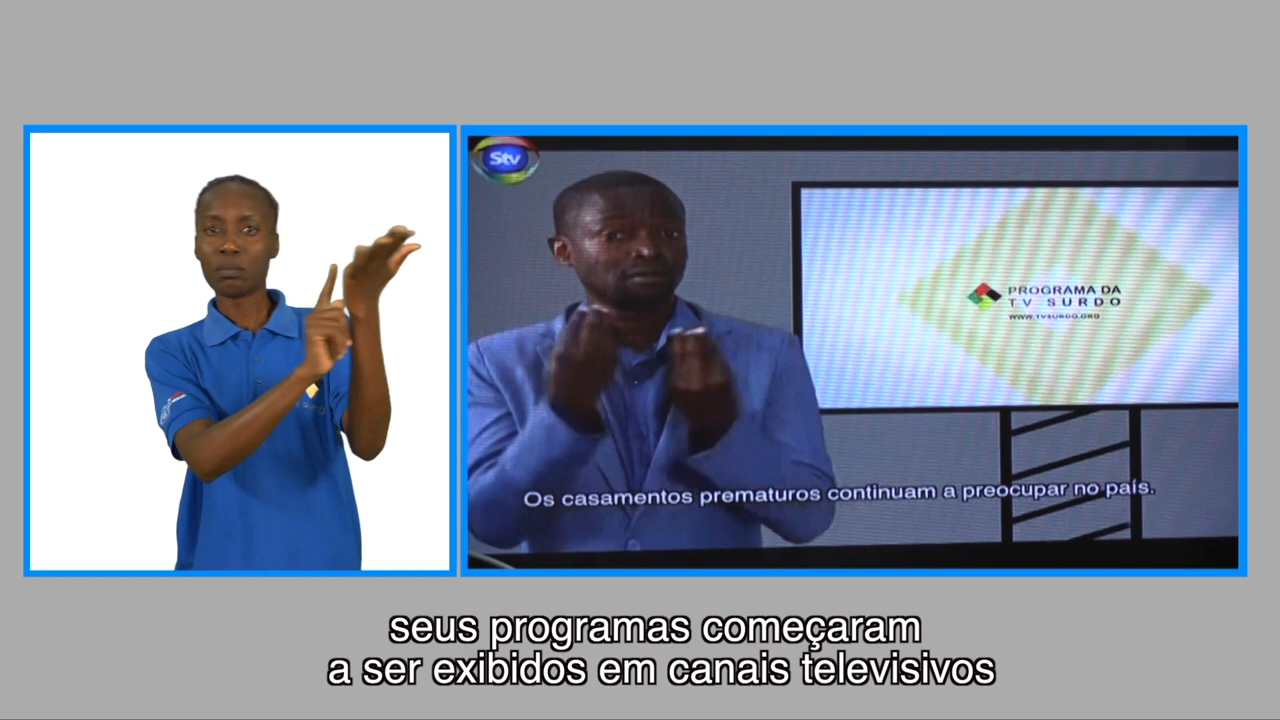 Stv
PROGRAMA DA
TV SURDO
WWW.TVSURDO.ORG
Os casamentos prematuros continuam a preocupar no país.
seus programas começaram
a ser exibidos em canais televisivos